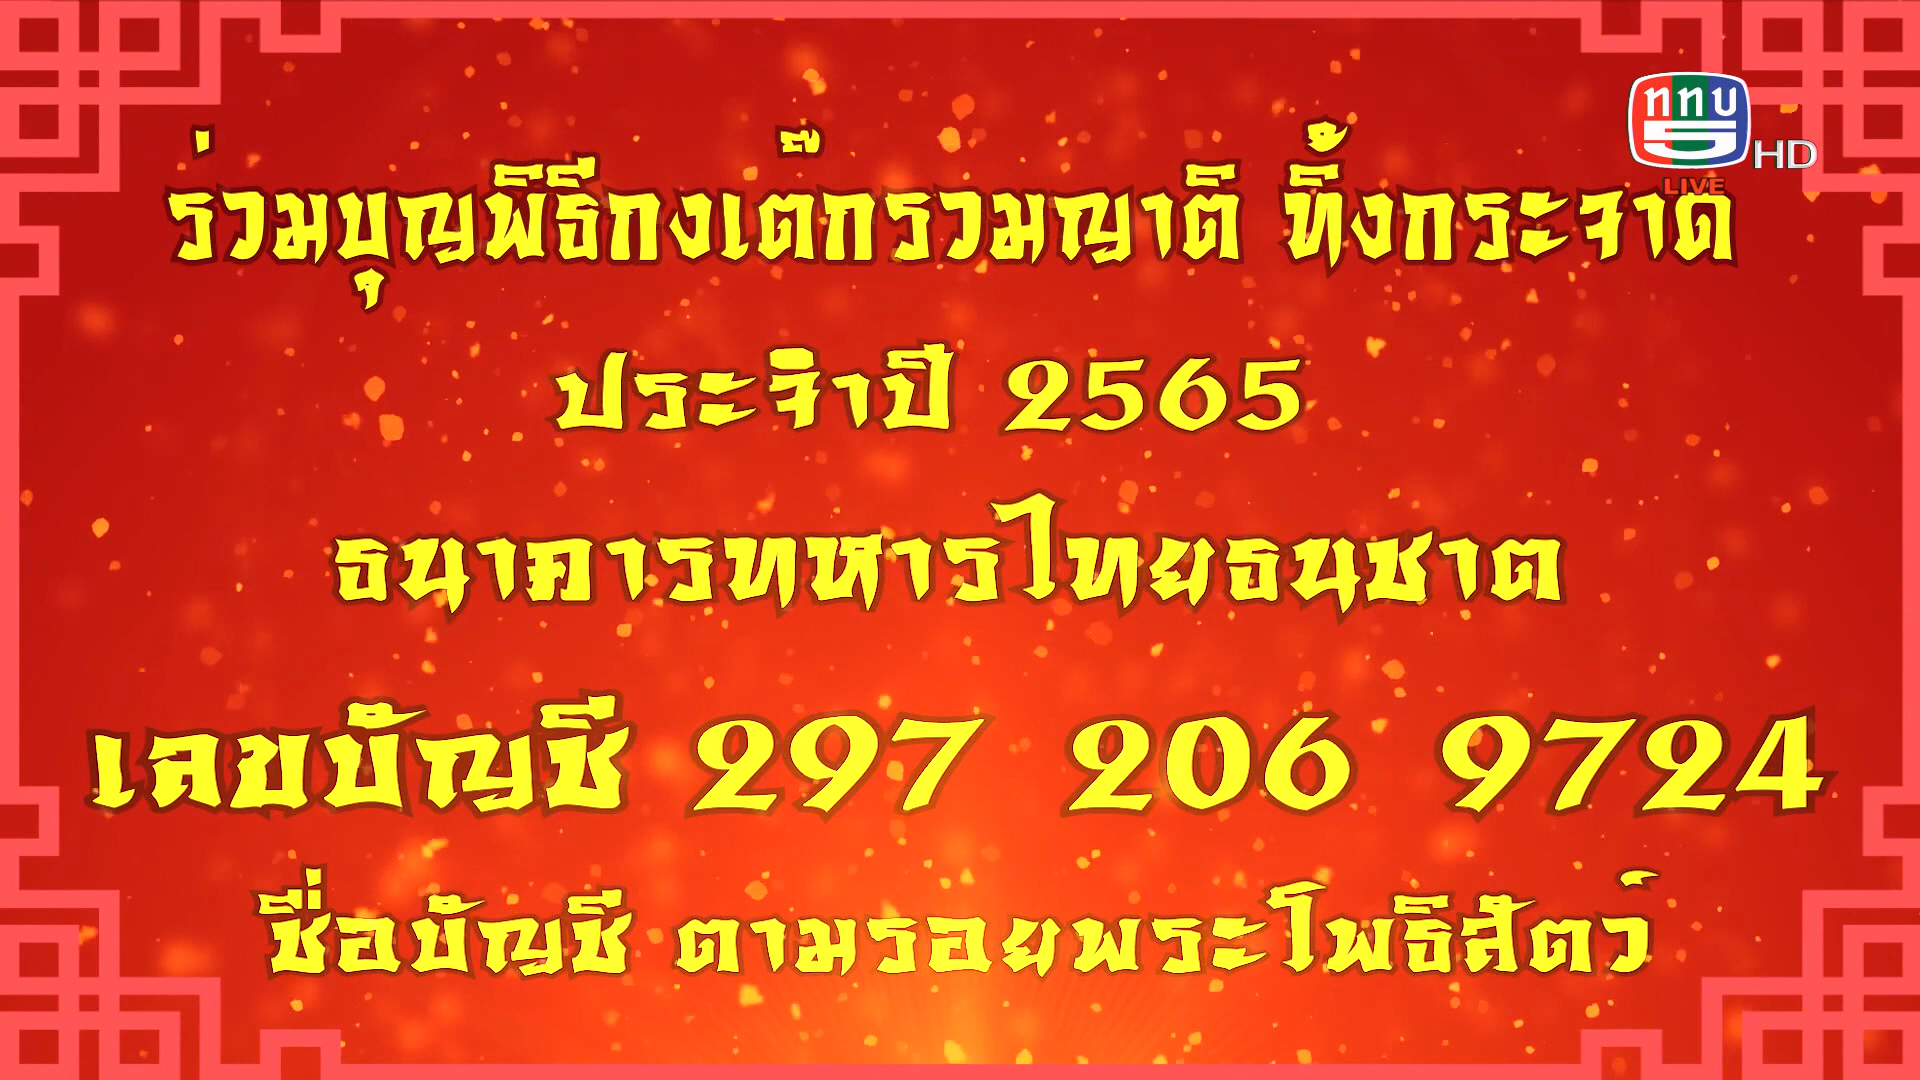 ททบ
5 HD
LIVE
ร่วมบุญพิธีกงเต๊กรวมญาติ ทิ้งกระจาด
ประจำปี 2565
ธนาคารทหารไทยธนชาต
เลขบัญชี 297 206 9724
ชื่อบัญชี ตามรอยพระโพธิสัตว์